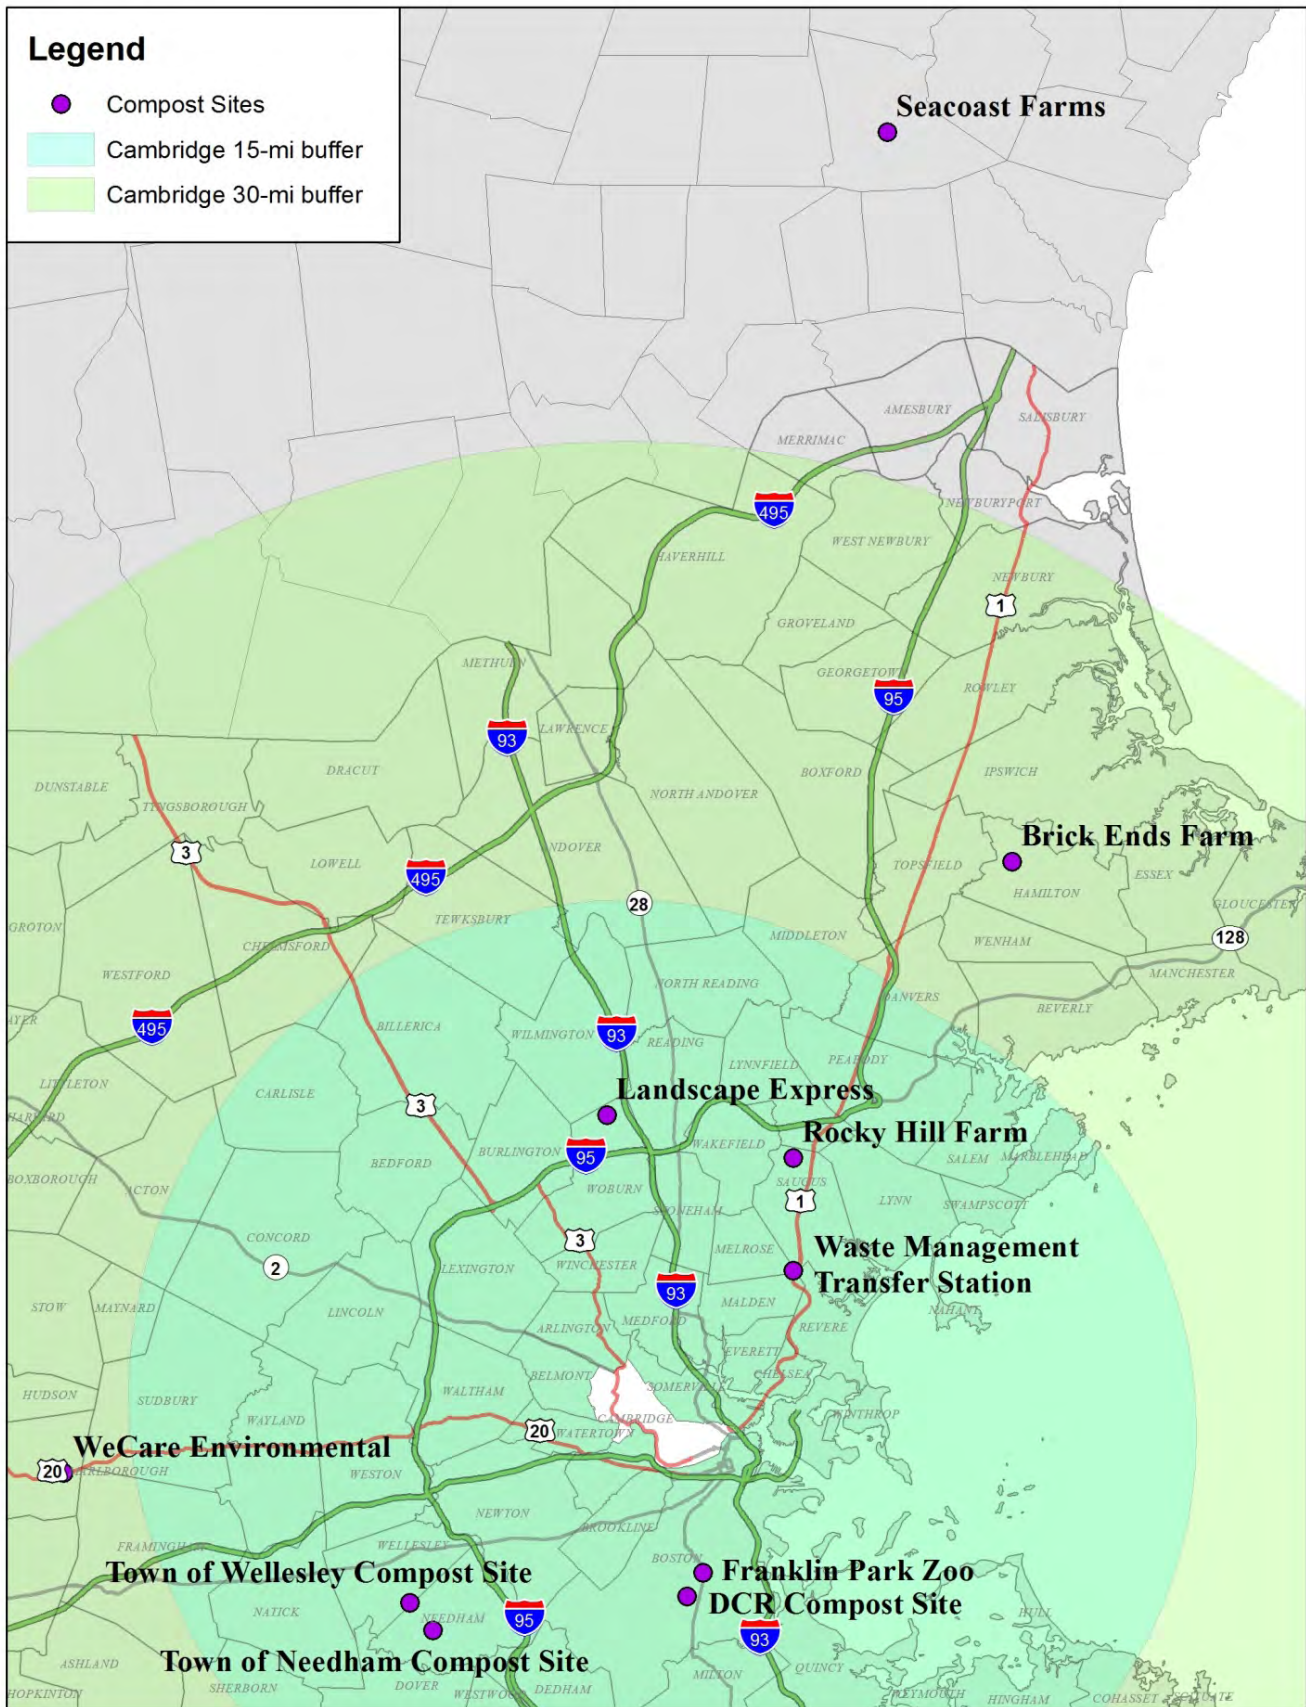 Legend
Compost Sites
Cambridge 15-mi buffer
Cambridge 30-mi buffer
Seacoast Farms
AMESBURY
SALISBURY
MERRIMAC
495
NEWBURYPORT
WEST NEWBURY
HAVERHILL
NEWBURY
1
GROVELAND
METHUEN
GEORGETOWN
95
ROWLEY
93
LAWRENCE
DRACUT
BOXFORD
IPSWICH
DUNSTABLE
NORTH ANDOVER
TYNGSBOROUGH
Brick Ends Farm
3
ANDOVER
LOWELL
495
TOPSFIELD
ESSEX
HAMILTON
28
GLOUCESTER
TEWKSBURY
GROTON
CHELMSFORD
MIDDLETON
WENHAM
128
WESTFORD
NORTH READING
MANCHESTER
DANVERS
BEVERLY
AYER
495
BILLERICA
WILMINGTON
93
READING
LYNNFIELD
PEABODY
LITTLETON
CARLISLE
Landscape Express
3
HARVARD
Rocky Hill Farm
BURLINGTON
95
WAKEFIELD
BEDFORD
SALEM
MARBLEHEAD
BOXBOROUGH
ACTON
WOBURN
SAUGUS
1
LYNN
SWAMPSCOTT
STONEHAM
CONCORD
3
MELROSE
Waste Management
Transfer Station
2
LEXINGTON
WINCHESTER
93
MALDEN
STOW
MAYNARD
LINCOLN
NAHANT
ARLINGTON
MEDFORD
REVERE
EVERETT
BELMONT
CHELSEA
HUDSON
SUDBURY
WALTHAM
SOMERVILLE
WINTHROP
WAYLAND
CAMBRIDGE
20
WATERTOWN
WeCare Environmental
20
MARLBOROUGH
WESTON
NEWTON
BROOKLINE
FRAMINGHAM
WELLESLEY
BOSTON
Town of Wellesley Compost Site
Franklin Park Zoo
DCR Compost Site
NATICK
NEEDHAM
95
HULL
93
Town of Needham Compost Site
ASHLAND
SHERBORN
DOVER
MILTON
QUINCY
HOPKINTON
WESTWOOD
DEDHAM
WEYMOUTH
HINGHAM
COHASSET
SCITUATE